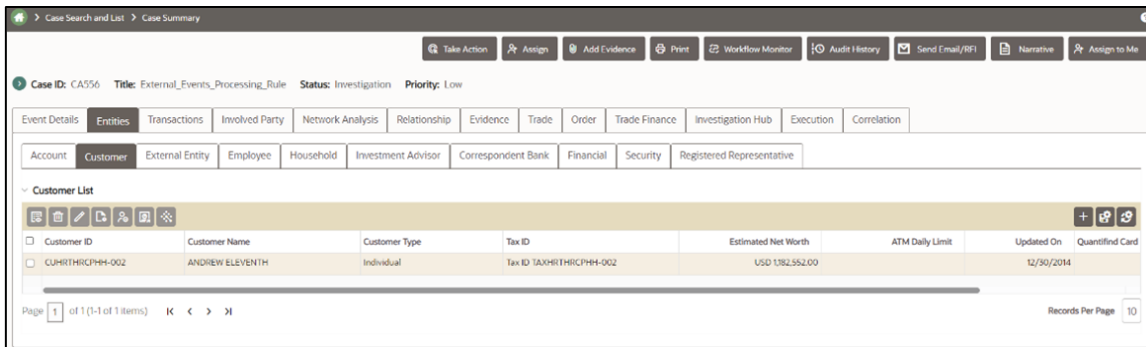 > Case Search and List > Case Summary
Take Action Assign Add Evidence Print Workflow Monitor Audit History Send Email/RFI Narrative Assign to Me
Case ID: CA556 Title: External_Events_Processing_Rule Status: Investigation Priority: Low
Event Details Entities Transactions Involved Party Network Analysis Relationship Evidence Trade Order Trade Finance Investigation Hub Execution Correlation
Account Customer External Entity Employee Household Investment Advisor Correspondent Bank Financial Security Registered Representative
Customer List
Customer ID Customer Name Customer Type Tax ID Estimated Net Worth ATM Daily Limit Updated On Quantifind Card
CUHRTHRCPHH-002 ANDREW ELEVENTH Individual Tax ID TAXHRTHRCPHH-002 USD 1,182,552.00 12/30/2014
Page 1 of 1 (1-1 of 1 items) Records Per Page 10